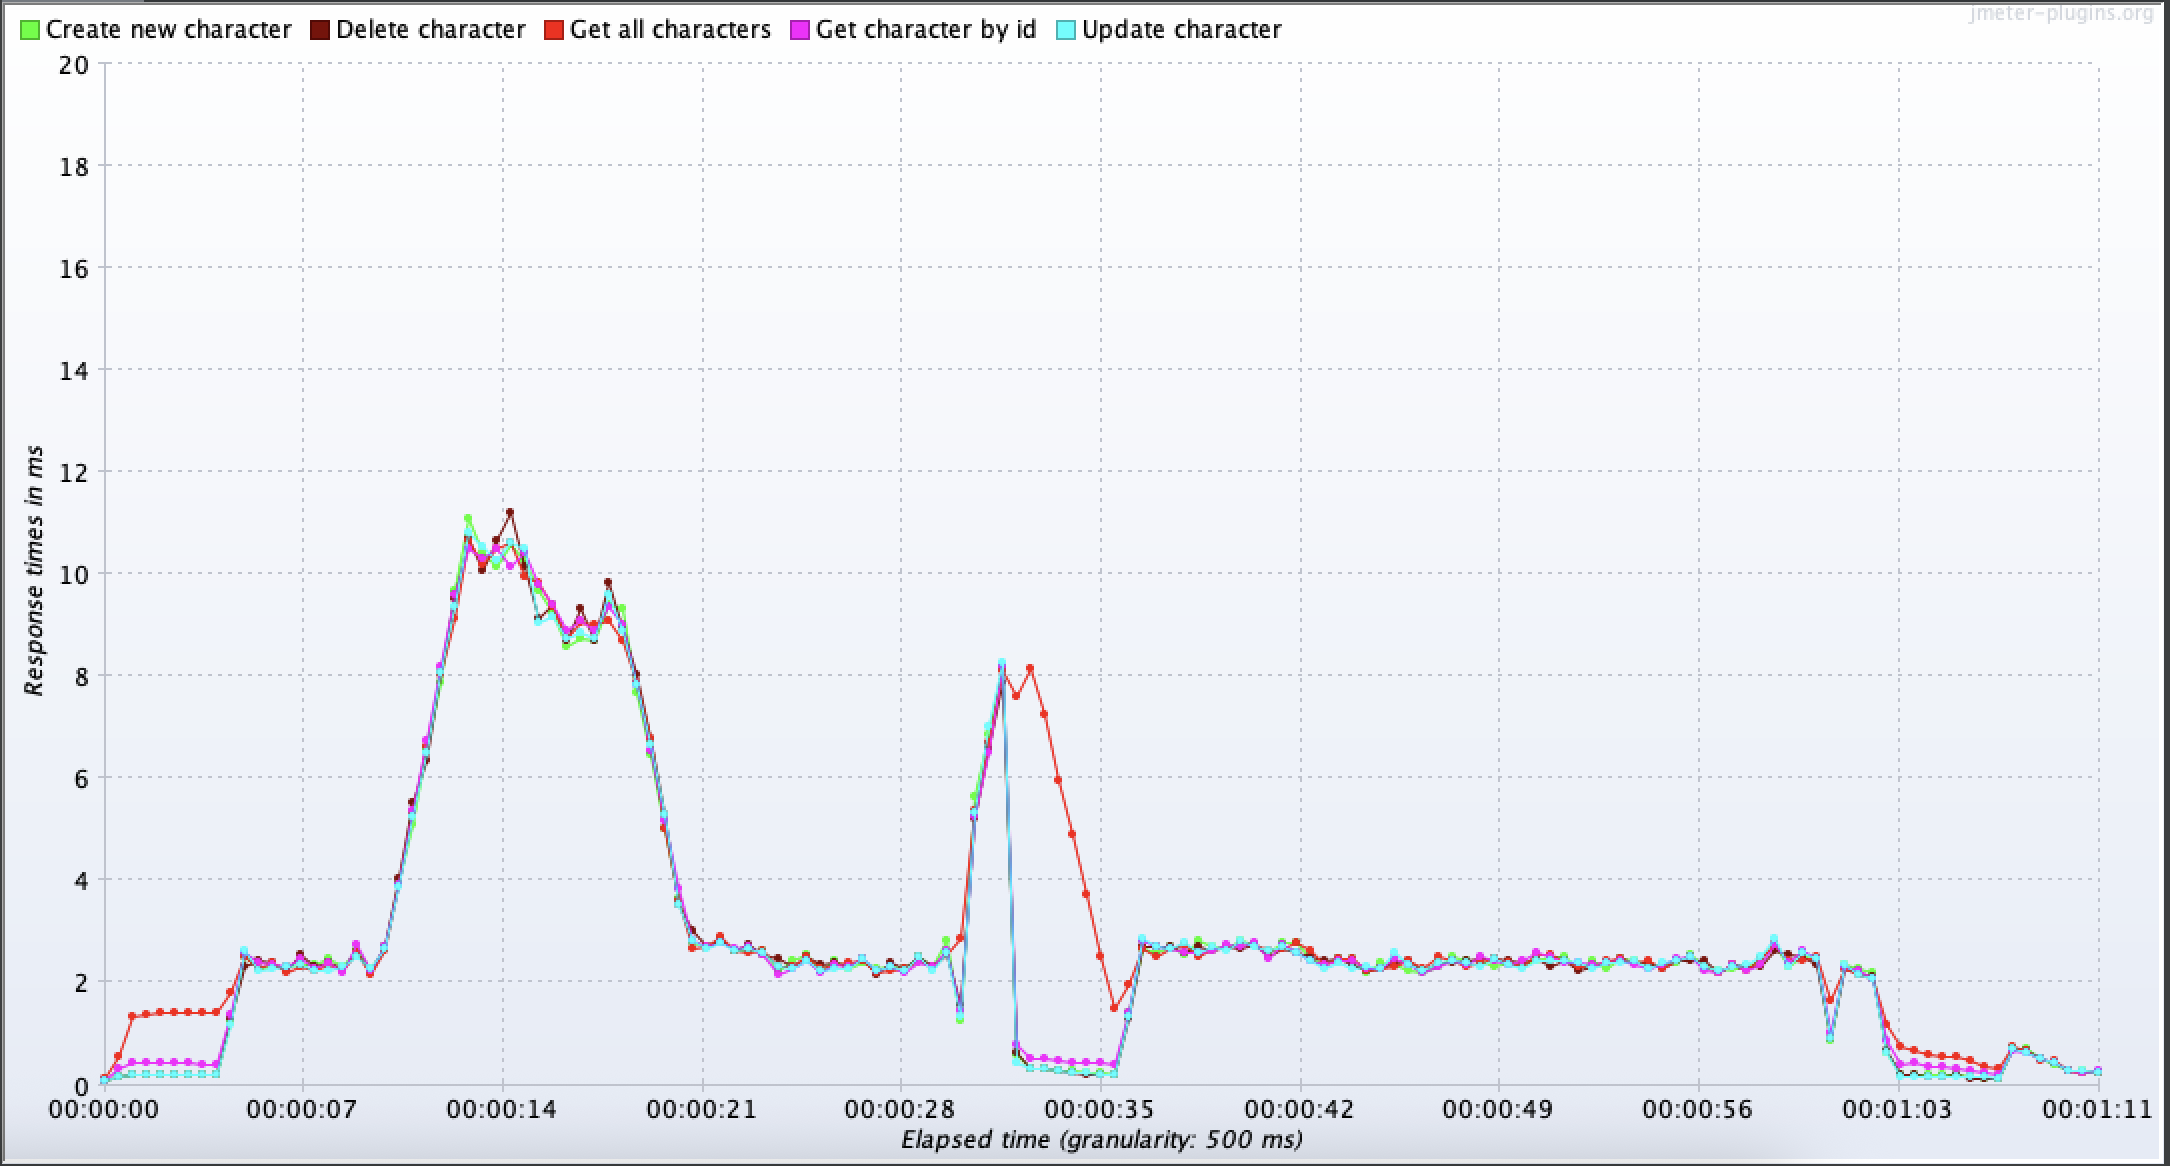 jmeter-plugins.org
Create new character Delete character Get all characters Get character by id Update character
20
18
16
14
12
10
8
6
4
2
0
Response times in ms
00:00:00 00:00:07 00:00:14 00:00:21 00:00:28 00:00:35 00:00:42 00:00:49 00:00:56 00:01:03 00:01:11
Elapsed time (granularity: 500 ms)